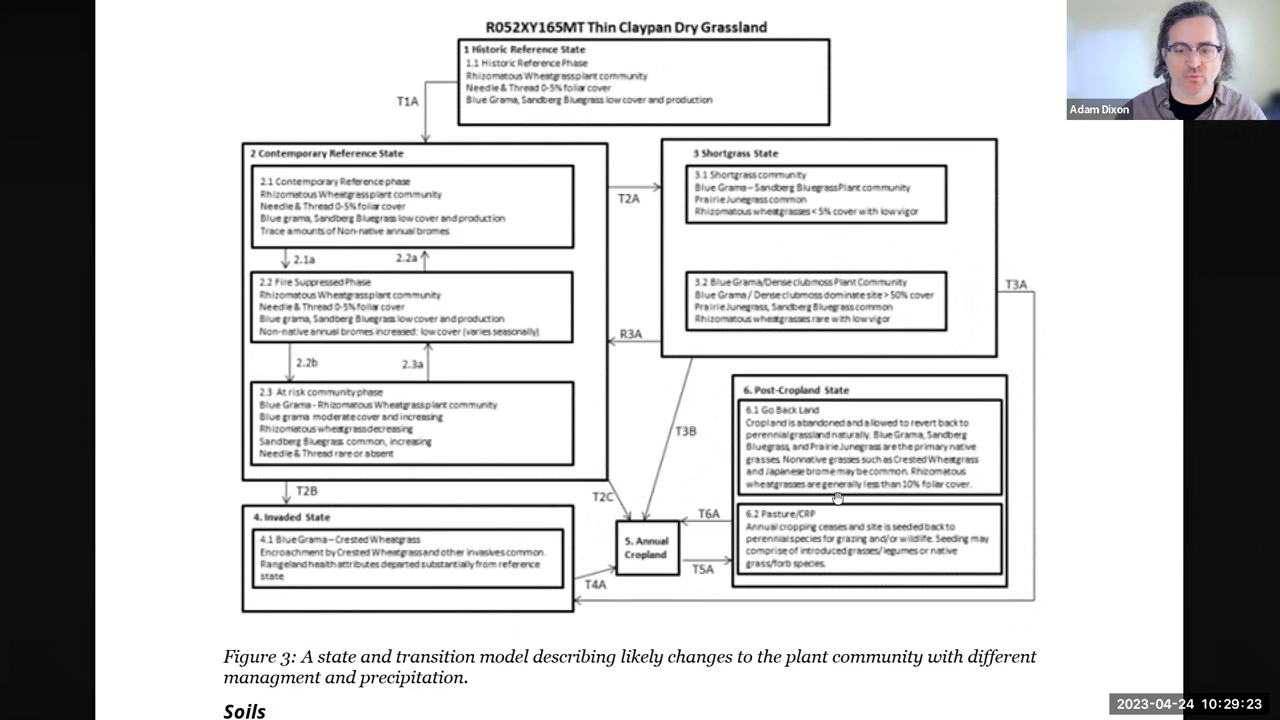 R052XY165MT Thin Claypan Dry Grassland
1 Historic Reference State
1.1 Historic Reference Phase
Rhizomatous Wheatgrass plant community
Needle & Thread 0-5% foliar cover
Blue Grama, Sandberg Bluegrass low cover and production
T1A
Adam Dixon
2 Contemporary Reference State
2.1 Contemporary Reference phase
Rhizomatous Wheatgrass plant community
Needle & Thread 0-5% foliar cover
Blue grama, Sandberg Bluegrass low cover and production
Trace amounts of Non-native annual bromes
2.1a
2.2a
2.2 Fire Suppressed Phase
Rhizomatous Wheatgrass plant community
Needle & Thread 0-5% foliar cover
Blue grama, Sandberg Bluegrass low cover and production
Non-native annual bromes increased: low cover (varies seasonally)
2.2b
2.3a
2.3 At risk community phase
Blue Grama - Rhizomatous Wheatgrass plant community
Blue grama moderate cover and increasing
Rhizomatous wheatgrass decreasing
Sandberg Bluegrass common, increasing
Needle & Thread rare or absent
T2A
R3A
3 Shortgrass State
3.1 Shortgrass community
Blue Grama – Sandberg Bluegrass Plant community
Prairie Junegrass common
Rhizomatous wheatgrasses < 5% cover with low vigor
3.2 Blue Grama/Dense clubmoss Plant Community
Blue Grama / Dense clubmoss dominate site > 50% cover
Prairie Junegrass, Sandberg Bluegrass common
Rhizomatous wheatgrasses rare with low vigor
T3A
T3B
T2B
T2C
4. Invaded State
4.1 Blue Grama – Crested Wheatgrass
Encroachment by Crested Wheatgrass and other invasives common.
Rangeland health attributes departed substantially from reference
state
T4A
5. Annual
Cropland
T6A
T5A
6. Post-Cropland State
6.1 Go Back Land
Cropland is abandoned and allowed to revert back to
perennial grassland naturally. Blue Grama, Sandberg
Bluegrass, and Prairie Junegrass are the primary native
grasses. Nonnative grasses such as Crested Wheatgrass
and Japanese brome may be common. Rhizomatous
wheatgrasses are generally less than 10% foliar cover.
6.2 Pasture/CRP
Annual cropping ceases and site is seeded back to
perennial species for grazing and/or wildlife. Seeding may
comprise of introduced grasses/legumes or native
grass/forb species.
Figure 3: A state and transition model describing likely changes to the plant community with different
managment and precipitation.
Soils
2023-04-24 10:29:23